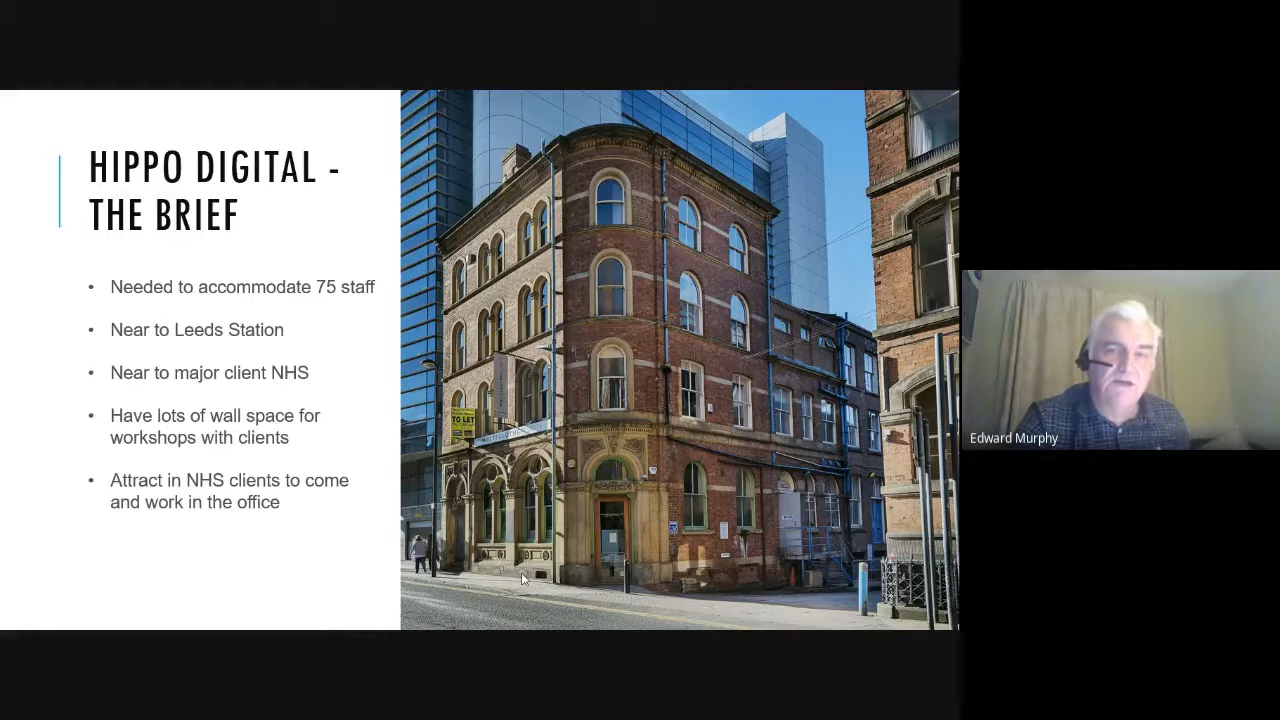 HIPPO DIGITAL -
THE BRIEF
• Needed to accommodate 75 staff
• Near to Leeds Station
• Near to major client NHS
• Have lots of wall space for
workshops with clients
• Attract in NHS clients to come
and work in the office
TO LET
Edward Murphy